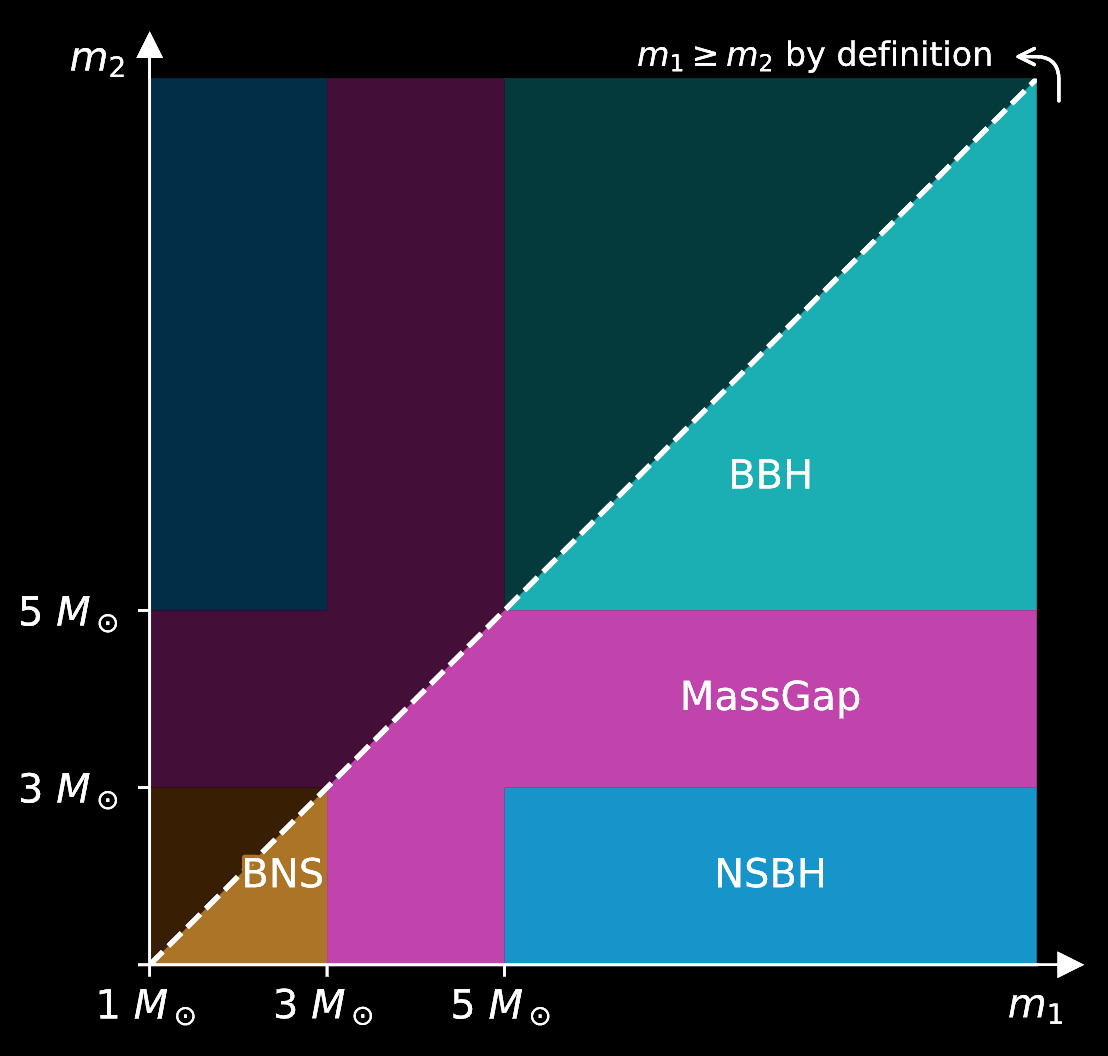 m₂
m₁ ≥ m₂ by definition
BBH
5 M☉
MassGap
3 M☉
BNS
NSBH
1 M☉
3 M☉
5 M☉
m₁